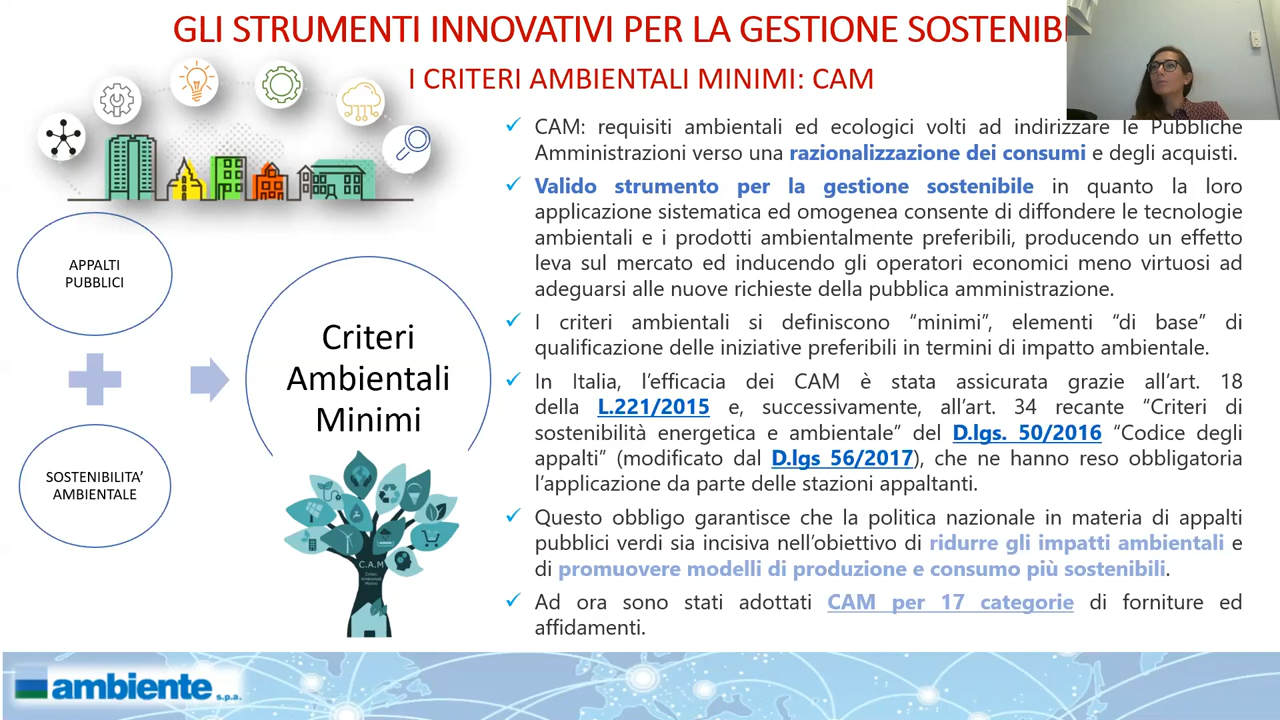 GLI STRUMENTI INNOVATIVI PER LA GESTIONE SOSTENIB
I CRITERI AMBIENTALI MINIMI: CAM
APPALTI
PUBBLICI
SOSTENIBILITA’
AMBIENTALE
Criteri
Ambientali
Minimi
C.A.M
CAM: requisiti ambientali ed ecologici volti ad indirizzare le Pubbliche
Amministrazioni verso una razionalizzazione dei consumi e degli acquisti.
Valido strumento per la gestione sostenibile in quanto la loro
applicazione sistematica ed omogenea consente di diffondere le tecnologie
ambientali e i prodotti ambientalmente preferibili, producendo un effetto
leva sul mercato ed inducendo gli operatori economici meno virtuosi ad
adeguarsi alle nuove richieste della pubblica amministrazione.
I criteri ambientali si definiscono “minimi”, elementi “di base” di
qualificazione delle iniziative preferibili in termini di impatto ambientale.
In Italia, l’efficacia dei CAM è stata assicurata grazie all’art. 18
della L.221/2015 e, successivamente, all’art. 34 recante “Criteri di
sostenibilità energetica e ambientale” del D.lgs. 50/2016 “Codice degli
appalti” (modificato dal D.lgs 56/2017), che ne hanno reso obbligatoria
l’applicazione da parte delle stazioni appaltanti.
Questo obbligo garantisce che la politica nazionale in materia di appalti
pubblici verdi sia incisiva nell’obiettivo di ridurre gli impatti ambientali e
di promuovere modelli di produzione e consumo più sostenibili.
Ad ora sono stati adottati CAM per 17 categorie di forniture ed
affidamenti.
ambiente s.p.a.